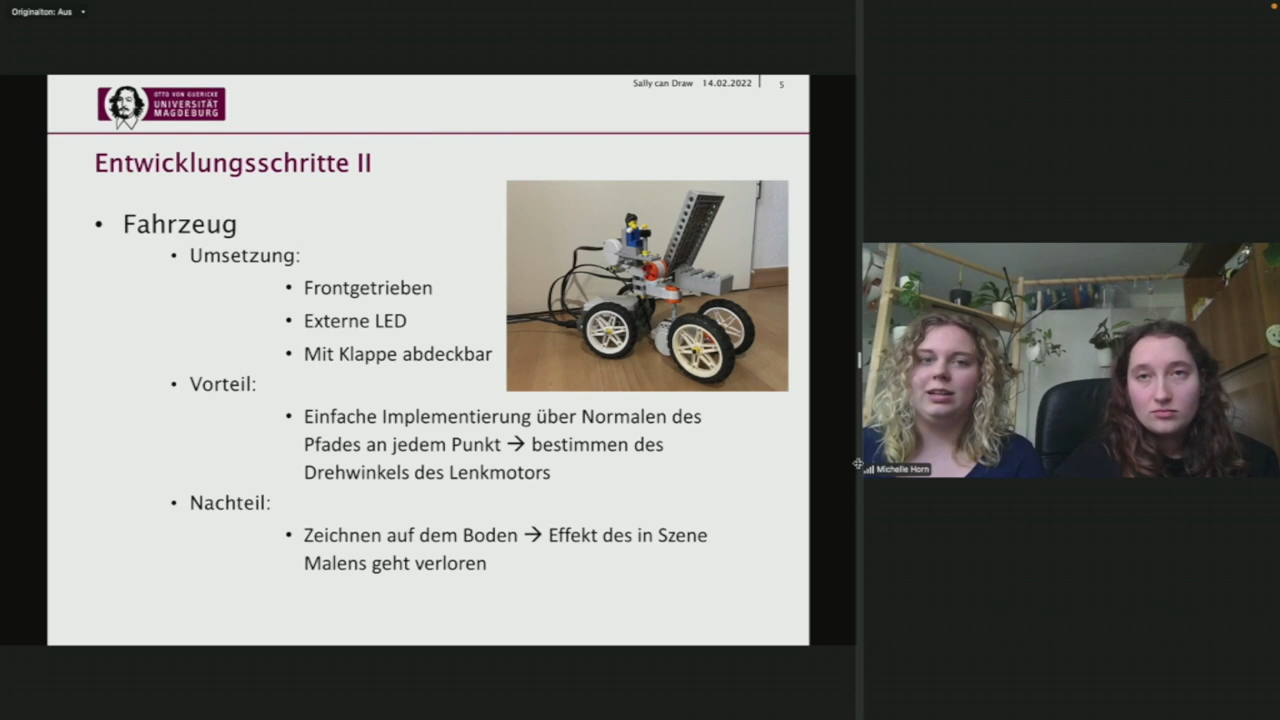 Originalton: Aus
Sally can Draw 14.02.2022 5
OTTO VON GUERICKE
UNIVERSITÄT
MAGDEBURG
Entwicklungsschritte II
• Fahrzeug
• Umsetzung:
• Frontgetrieben
• Externe LED
• Mit Klappe abdeckbar
• Vorteil:
• Einfache Implementierung über Normalen des
Pfades an jedem Punkt → bestimmen des
Drehwinkels des Lenkmotors
• Nachteil:
• Zeichnen auf dem Boden → Effekt des in Szene
Malens geht verloren
Michelle Horn